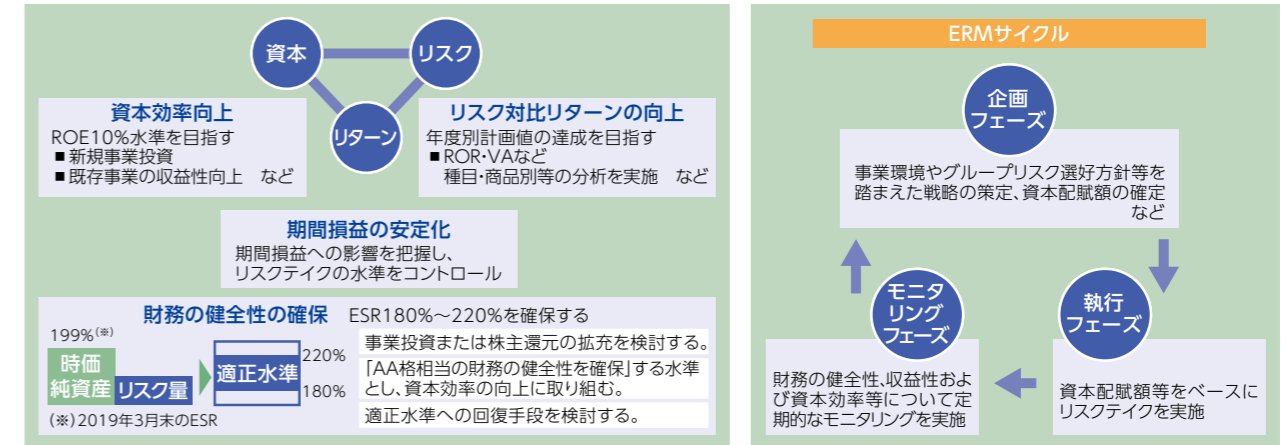 資本
リスク
リターン
資本効率向上
ROE10%水準を目指す
■新規事業投資
■既存事業の収益性向上　など
リスク対比リターンの向上
年度別計画値の達成を目指す
■ROR・VAなど
種目・商品別等の分析を実施　など
期間損益の安定化
期間損益への影響を把握し、
リスクテイクの水準をコントロール
財務の健全性の確保　ESR180%～220%を確保する
199%(※)
時価
純資産
リスク量
適正水準
220%
180%
(※)2019年3月末のESR
事業投資または株主還元の拡充を検討する。
「AA格相当の財務の健全性を確保」する水準
とし、資本効率の向上に取り組む。
適正水準への回復手段を検討する。
ERMサイクル
企画
フェーズ
事業環境やグループリスク選好方針等を
踏まえた戦略の策定、資本配賦額の確定
など
執行
フェーズ
資本配賦額等をベースに
リスクテイクを実施
モニタ
リング
フェーズ
財務の健全性、収益性およ
び資本効率等について定
期的なモニタリングを実施